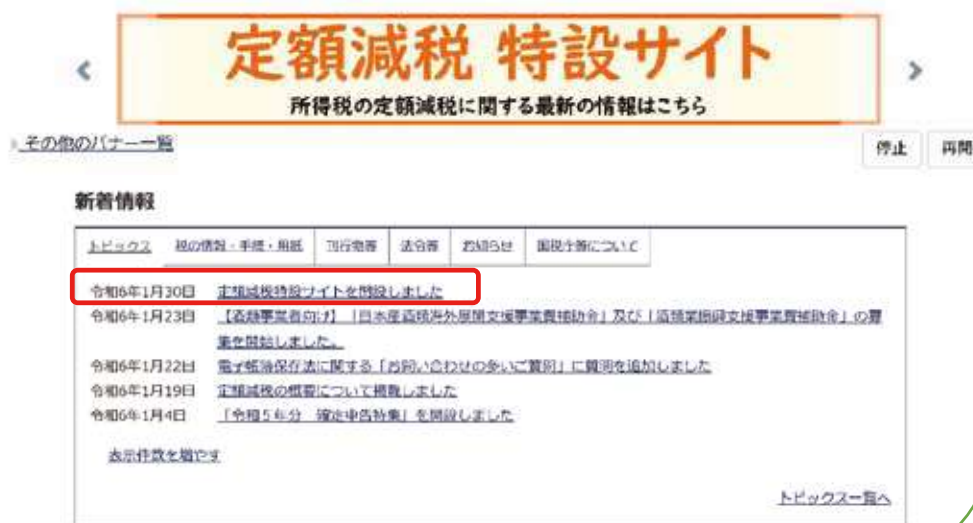 定額減税 特設サイト
所得税の定額減税に関する最新の情報はこちら
その他のバナー一覧
停止
再開
新着情報
トピックス 税の情報・手続・用紙 刊行物等 法令等 お知らせ 国税庁等について
令和6年1月30日 定額減税特設サイトを開設しました
令和6年1月23日 【酒類事業者向け】「日本産酒類海外展開支援事業費補助金」及び「酒類業振興支援事業費補助金」の募
集を開始しました。
令和6年1月22日 電子帳簿保存法に関する「お問い合わせの多いご質問」に質問を追加しました
令和6年1月19日 定額減税の概要について掲載しました
令和6年1月4日 「令和5年分 確定申告特集」を開設しました
表示件数を増やす
トピックス一覧へ